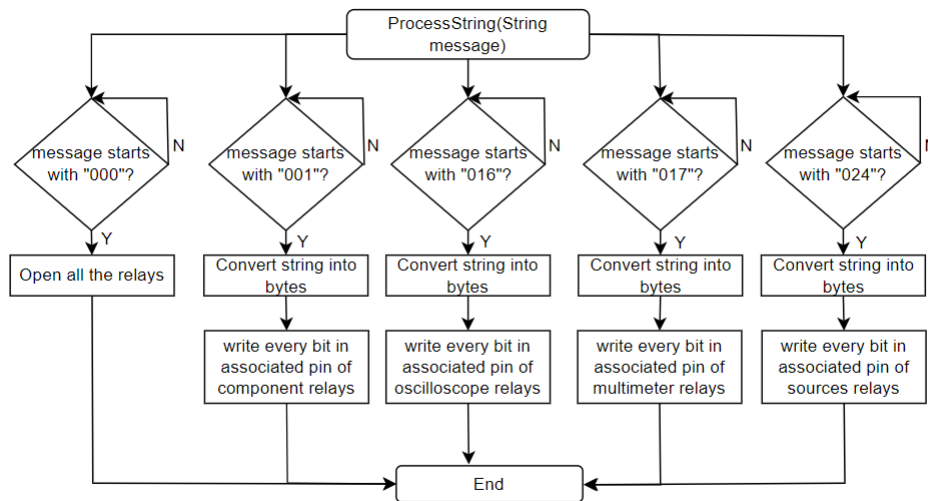 ProcessString(String
message)
message starts
with "000"?
N
Y
Open all the relays
message starts
with "001"?
N
Y
Convert string into
bytes
write every bit in
associated pin of
component relays
message starts
with "016"?
N
Y
Convert string into
bytes
write every bit in
associated pin of
oscilloscope relays
message starts
with "017"?
N
Y
Convert string into
bytes
write every bit in
associated pin of
multimeter relays
message starts
with "024"?
N
Y
Convert string into
bytes
write every bit in
associated pin of
sources relays
End